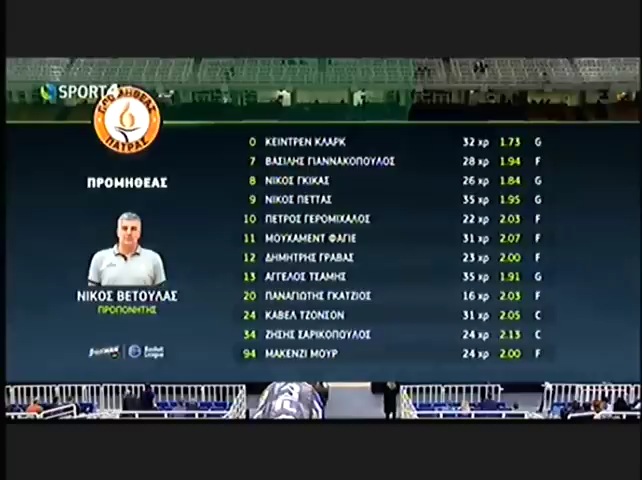 SPORT4
Γ.Σ. ΠΡΟΜΗΘΕΑΣ
ΠΑΤΡΑΣ
ΠΡΟΜΗΘΕΑΣ
ΝΙΚΟΣ ΒΕΤΟΥΛΑΣ
ΠΡΟΠΟΝΗΤΗΣ
Basket League
0 ΚΕΙΝΤΡΕΝ ΚΛΑΡΚ 32 χρ 1.73 G
7 ΒΑΣΙΛΗΣ ΓΙΑΝΝΑΚΟΠΟΥΛΟΣ 28 χρ 1.94 F
8 ΝΙΚΟΣ ΓΚΙΚΑΣ 26 χρ 1.84 G
9 ΝΙΚΟΣ ΠΕΤΤΑΣ 35 χρ 1.95 G
10 ΠΕΤΡΟΣ ΓΕΡΟΜΙΧΑΛΟΣ 22 χρ 2.03 F
11 ΜΟΥΧΑΜΕΝΤ ΦΑΓΙΕ 31 χρ 2.07 F
12 ΔΗΜΗΤΡΗΣ ΓΡΑΒΑΣ 23 χρ 2.00 F
13 ΑΓΓΕΛΟΣ ΤΣΑΜΗΣ 35 χρ 1.91 G
20 ΠΑΝΑΓΙΩΤΗΣ ΓΚΑΤΖΙΟΣ 16 χρ 2.03 F
24 ΚΑΒΕΛ ΤΖΟΝΣΟΝ 31 χρ 2.05 C
34 ΖΗΣΗΣ ΣΑΡΙΚΟΠΟΥΛΟΣ 24 χρ 2.13 C
94 ΜΑΚΕΝΖΙ ΜΟΥΡ 24 χρ 2.00 F